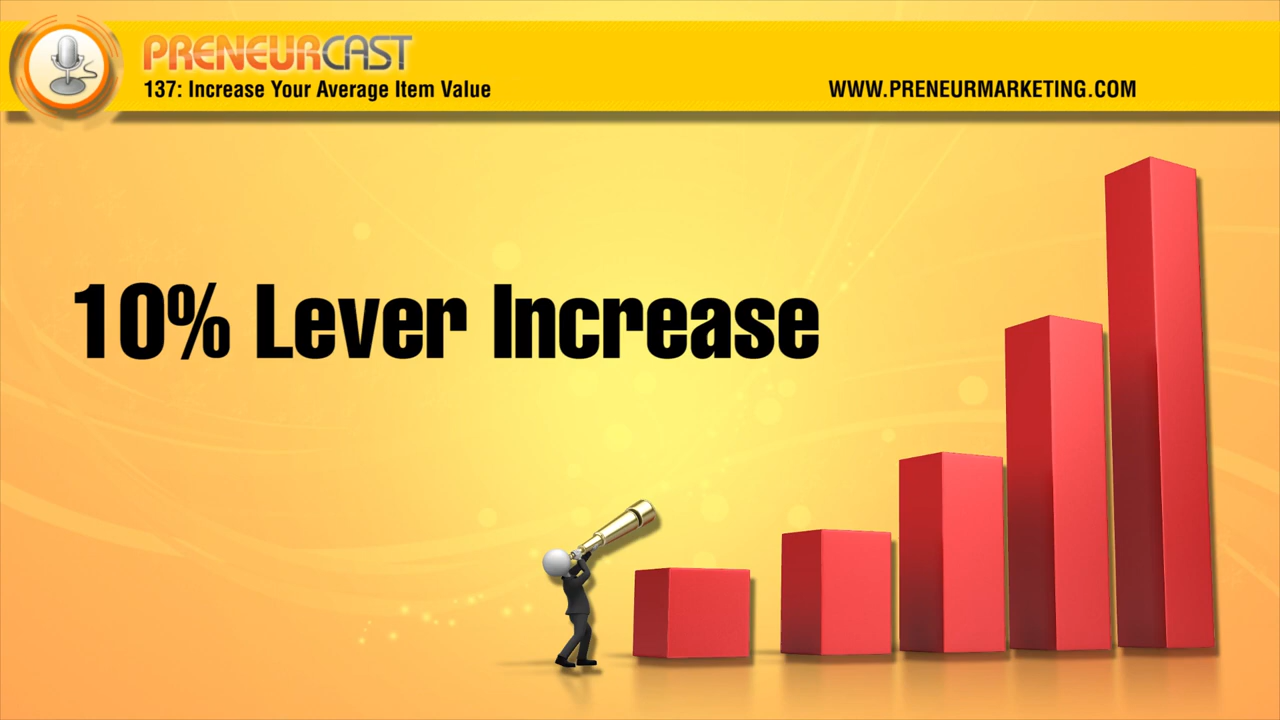 PRENEURCAST
137: Increase Your Average Item Value
WWW.PRENEURMARKETING.COM
10% Lever Increase